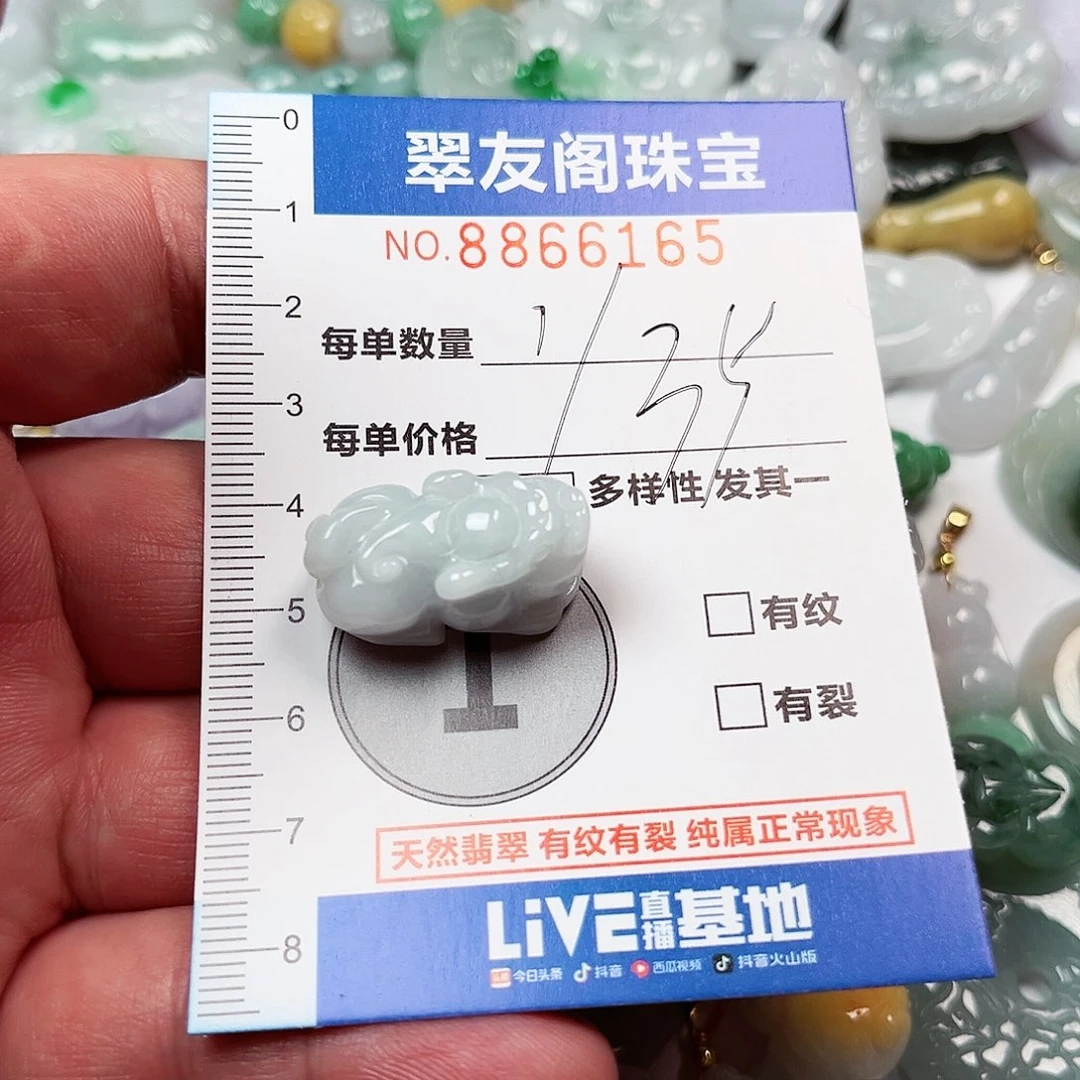 翠友阁珠宝
NO.8866165
每单数量 1
每单价格
多样性 发其一
有纹
有裂
天然翡翠 有纹有裂 纯属正常现象
LiVE直播基地
今日头条 抖音 西瓜视频 抖音火山版
0
1
2
3
4
5
6
7
8